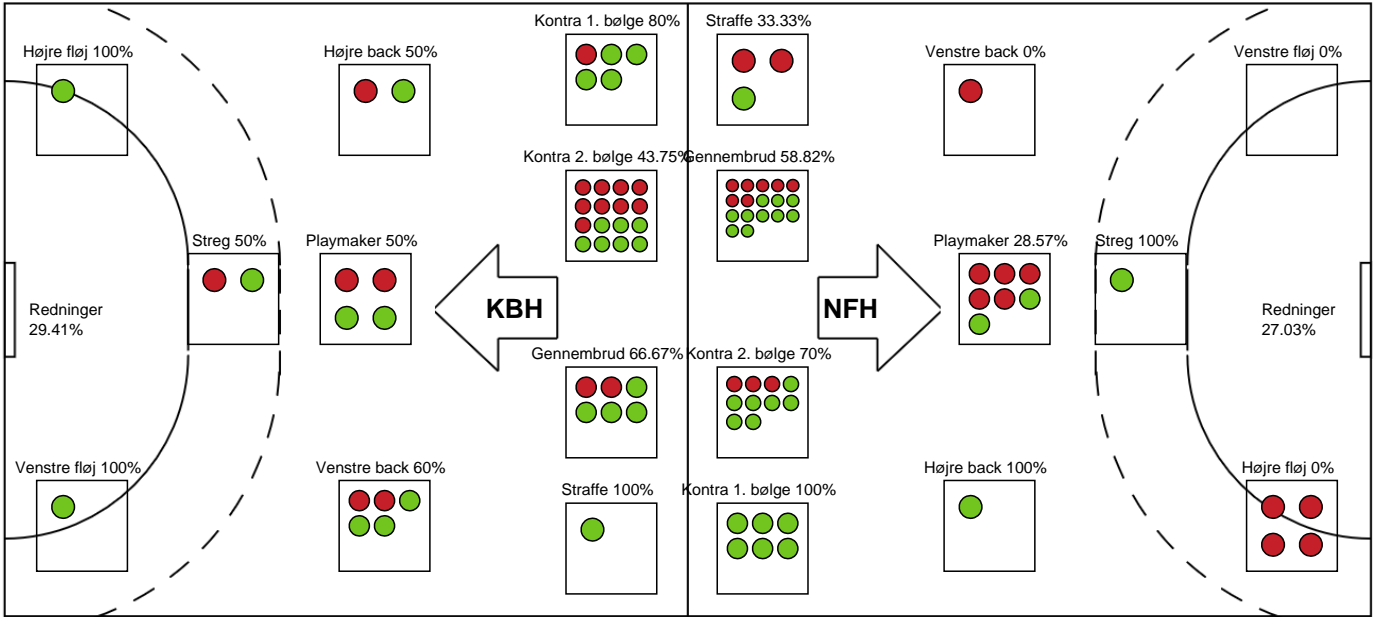 Kontra 1. bølge 80%
Straffe 33.33%
Højre fløj 100%
Højre back 50%
Venstre back 0%
Venstre fløj 0%
Kontra 2. bølge 43.75%
Gennembrud 58.82%
Streg 50%
Playmaker 50%
Playmaker 28.57%
Streg 100%
Redninger
29.41%
KBH
NFH
Redninger
27.03%
Gennembrud 66.67%
Kontra 2. bølge 70%
Venstre fløj 100%
Venstre back 60%
Straffe 100%
Kontra 1. bølge 100%
Højre back 100%
Højre fløj 0%